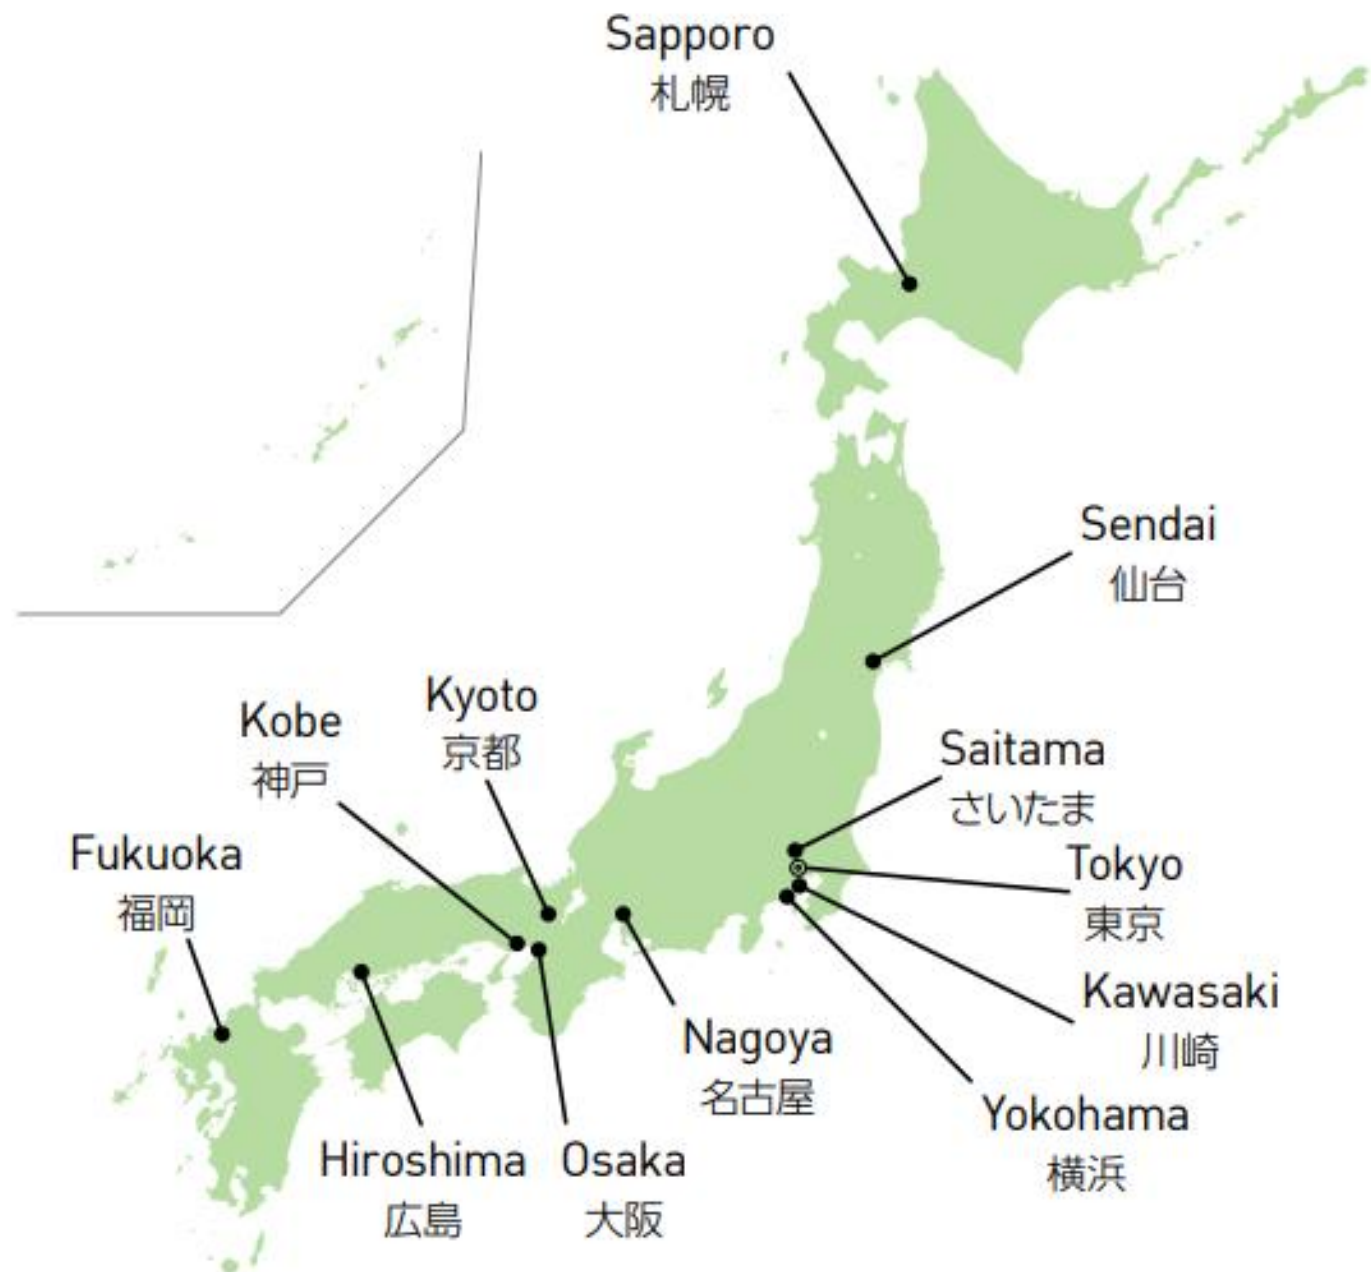 Sapporo
札幌
Sendai
仙台
Kyoto
京都
Kobe
神戸
Saitama
さいたま
Fukuoka
福岡
Tokyo
東京
Kawasaki
川崎
Nagoya
名古屋
Yokohama
横浜
Hiroshima
広島
Osaka
大阪